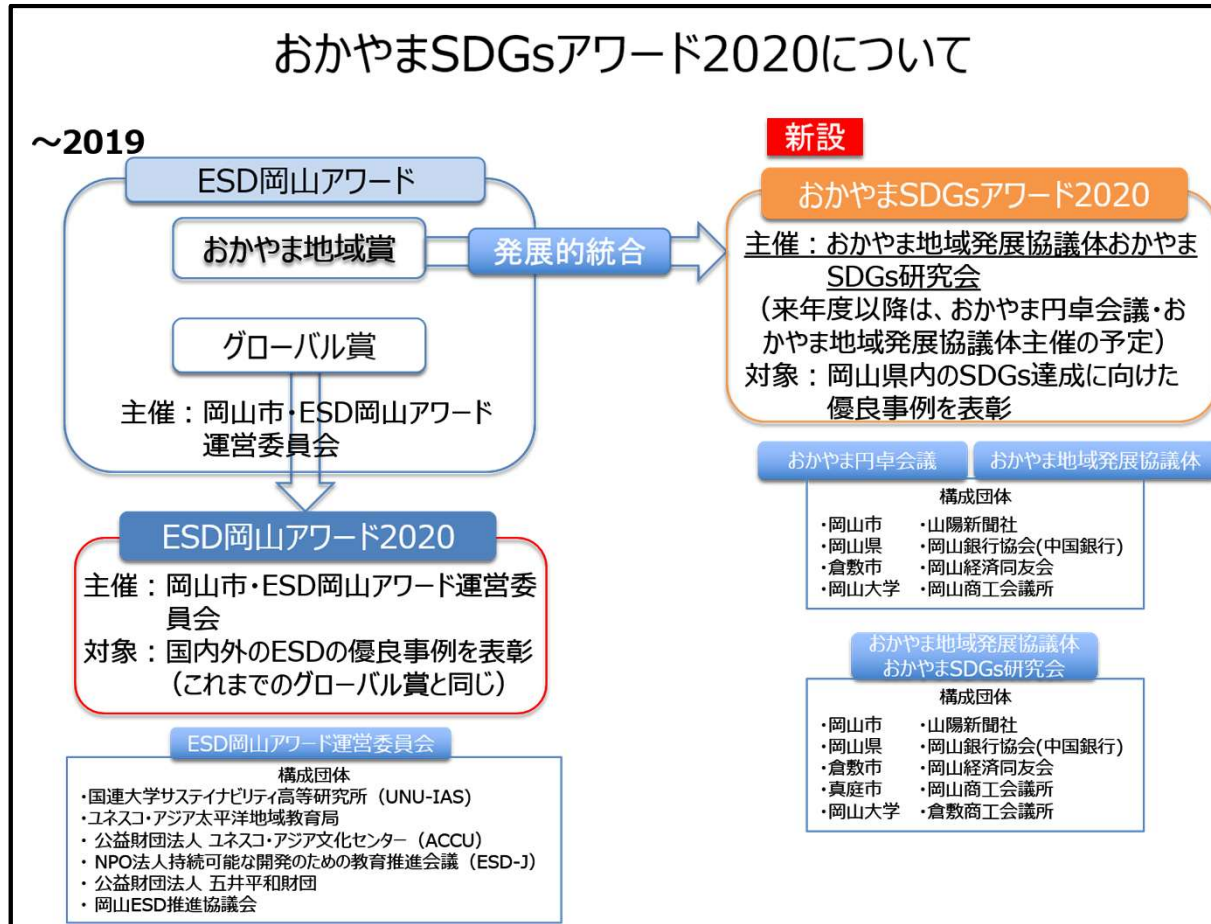 おかやまSDGsアワード2020について
～2019
ESD岡山アワード
おかやま地域賞
グローバル賞
主催：岡山市・ESD岡山アワード
運営委員会
発展的統合
新設
おかやまSDGsアワード2020
主催：おかやま地域発展協議体おかやま
SDGs研究会
（来年度以降は、おかやま円卓会議・お
かやま地域発展協議体主催の予定）
対象：岡山県内のSDGs達成に向けた
優良事例を表彰
ESD岡山アワード2020
主催：岡山市・ESD岡山アワード運営委
員会
対象：国内外のESDの優良事例を表彰
（これまでのグローバル賞と同じ）
ESD岡山アワード運営委員会
構成団体
・国連大学サステイナビリティ高等研究所（UNU-IAS）
・ユネスコ・アジア太平洋地域教育局
・公益財団法人 ユネスコ・アジア文化センター（ACCU）
・NPO法人持続可能な開発のための教育推進会議（ESD-J）
・公益財団法人 五井平和財団
・岡山ESD推進協議会
おかやま円卓会議 おかやま地域発展協議体
構成団体
・岡山市 ・山陽新聞社
・岡山県 ・岡山銀行協会(中国銀行)
・倉敷市 ・岡山経済同友会
・岡山大学 ・岡山商工会議所
おかやま地域発展協議体
おかやまSDGs研究会
構成団体
・岡山市 ・山陽新聞社
・岡山県 ・岡山銀行協会(中国銀行)
・倉敷市 ・岡山経済同友会
・真庭市 ・岡山商工会議所
・岡山大学 ・倉敷商工会議所